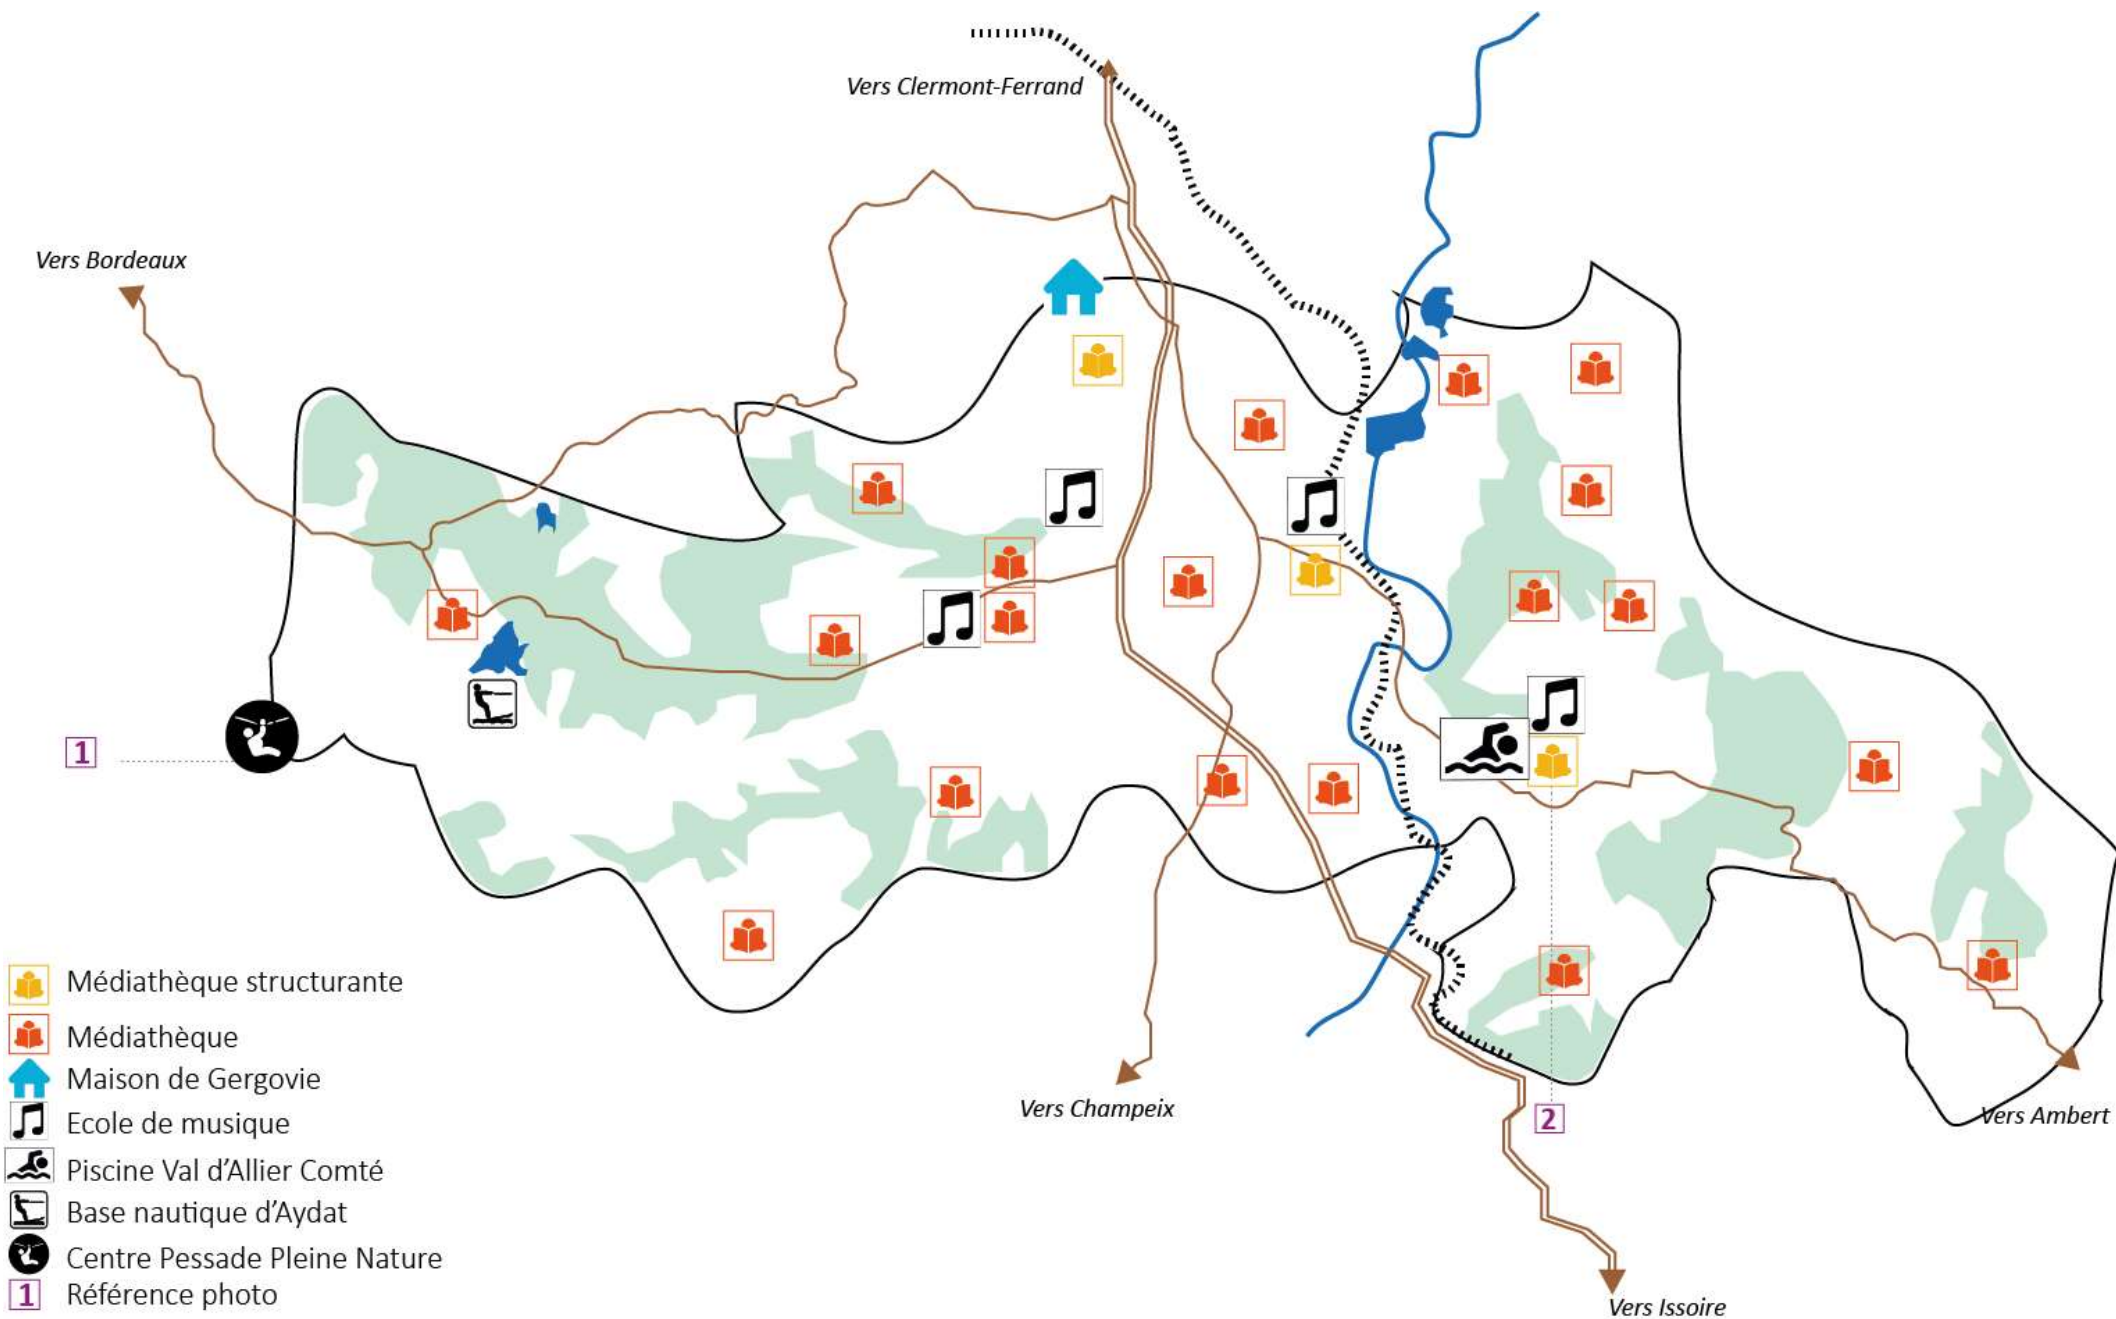 Vers Clermont-Ferrand
Vers Bordeaux
1
Médiathèque structurante
Médiathèque
Maison de Gergovie
Ecole de musique
Piscine Val d'Allier Comté
Base nautique d'Aydat
Centre Pessade Pleine Nature
1 Référence photo
Vers Champeix
2
Vers Ambert
Vers Issoire